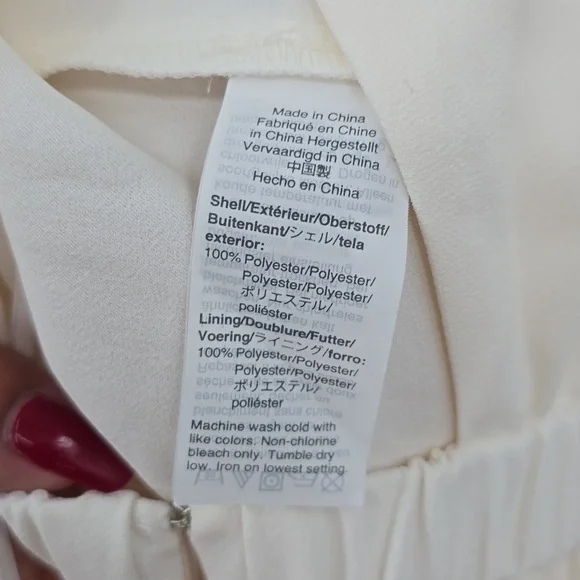 Made in China
Fabriqué en Chine
in China Hergestellt
Vervaardigd in China
中国製
Hecho en China
Shell/Extérieur/Oberstoff/
Buitenkant/シェル/tela
exterior:
100% Polyester/Polyester/
Polyester/Polyester/
ポリエステル/
poliéster
Lining/Doublure/Futter/
Voering/ライニング/forro:
100% Polyester/Polyester/
Polyester/Polyester/
ポリエステル/
poliéster
Machine wash cold with
like colors. Non-chlorine
bleach only. Tumble dry
low. Iron on lowest setting.